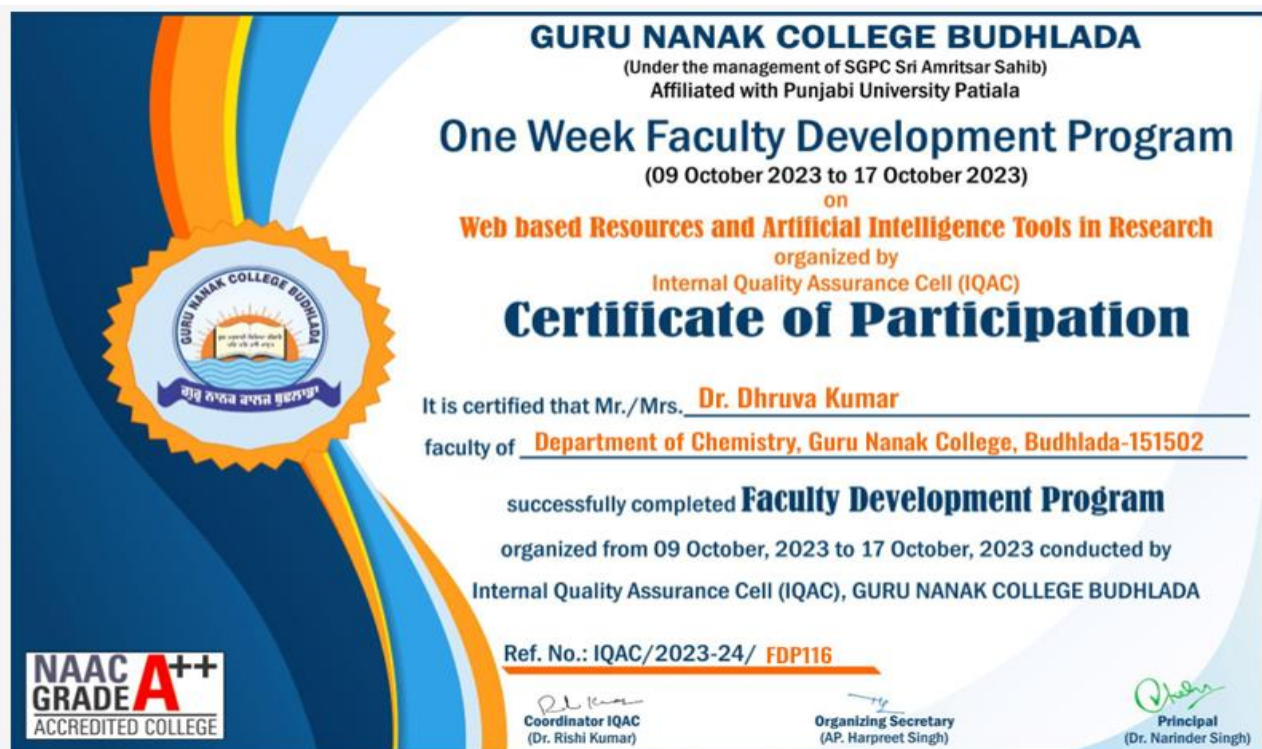 GURU NANAK COLLEGE BUDHLADA
(Under the management of SGPC Sri Amritsar Sahib)
Affiliated with Punjabi University Patiala
One Week Faculty Development Program
(09 October 2023 to 17 October 2023)
on
Web based Resources and Artificial Intelligence Tools in Research
organized by
Internal Quality Assurance Cell (IQAC)
Certificate of Participation
GURU NANAK COLLEGE BUDHLADA
ਗੁਰੂ ਨਾਨਕ ਕਾਲਜ ਬੁਢਲਾਡਾ
It is certified that Mr./Mrs. Dr. Dhruva Kumar
faculty of Department of Chemistry, Guru Nanak College, Budhlada-151502
successfully completed Faculty Development Program
organized from 09 October, 2023 to 17 October, 2023 conducted by
Internal Quality Assurance Cell (IQAC), GURU NANAK COLLEGE BUDHLADA
Ref. No.: IQAC/2023-24/ FDP116
NAAC
GRADE A++
ACCREDITED COLLEGE
Coordinator IQAC
(Dr. Rishi Kumar)
Organizing Secretary
(AP. Harpreet Singh)
Principal
(Dr. Narinder Singh)